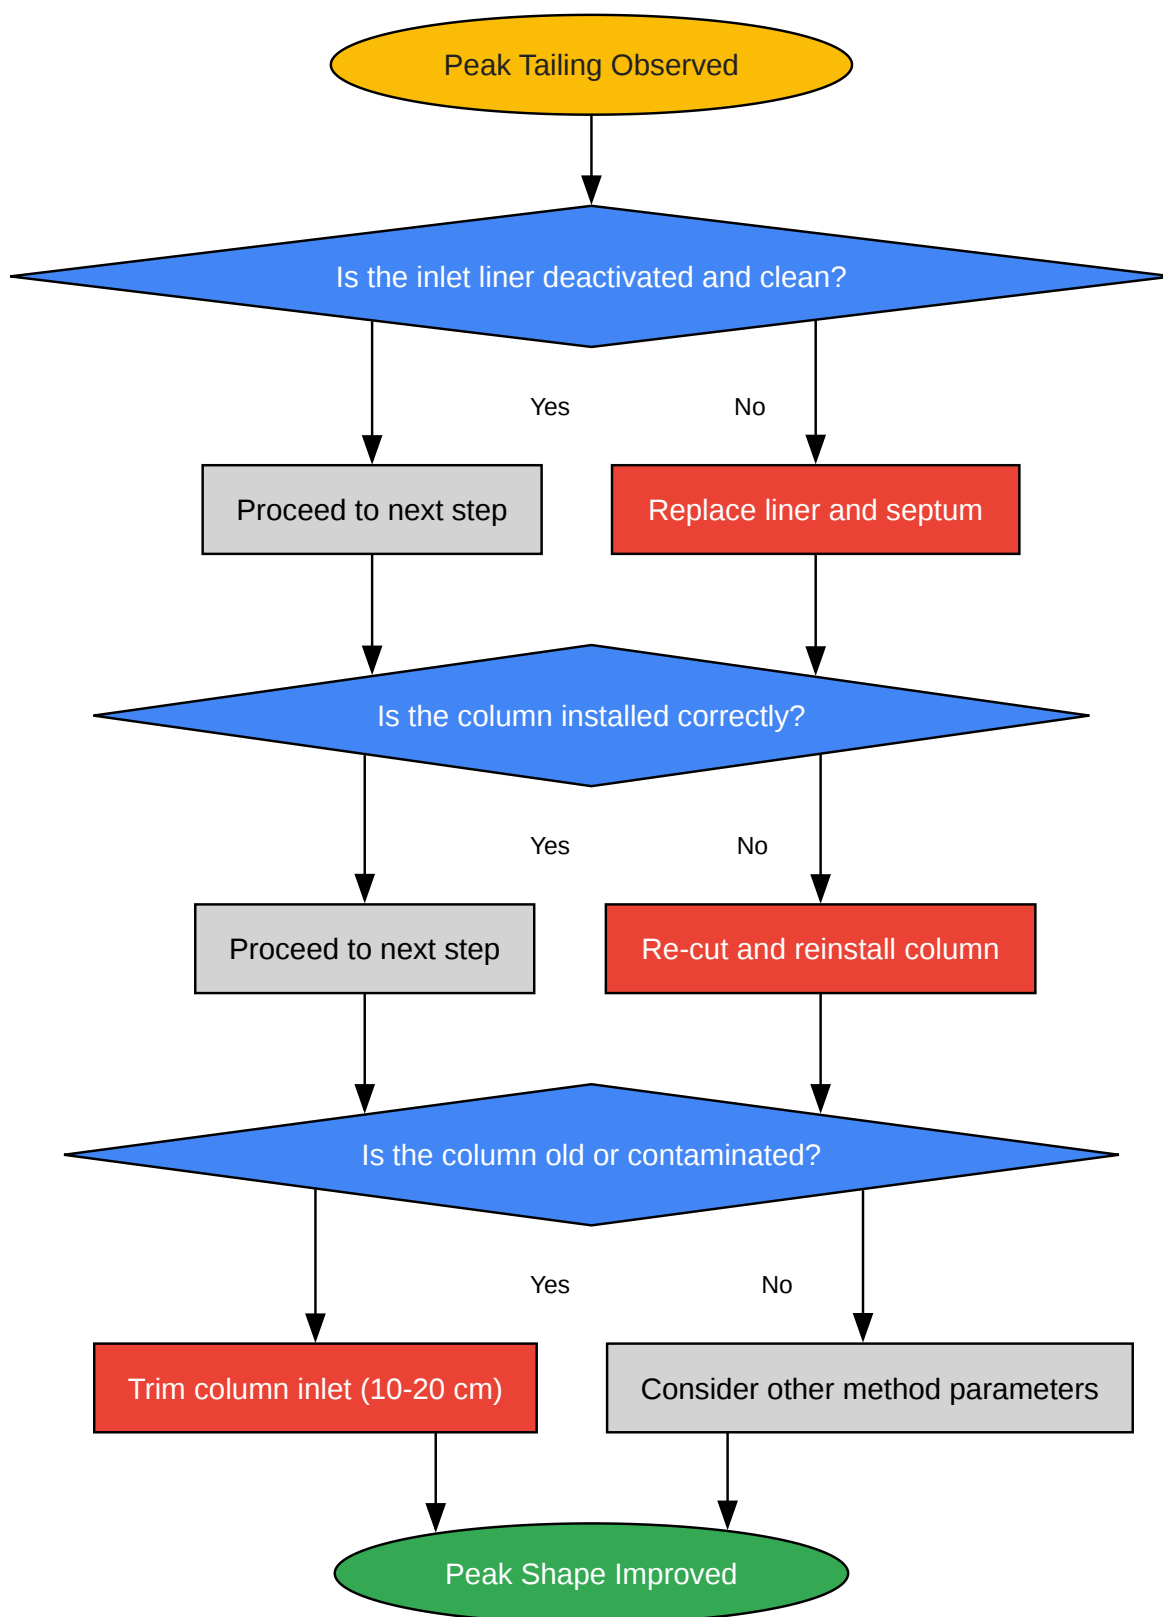 Peak Tailing Observed
Is the inlet liner deactivated and clean?
Yes
No
Proceed to next step
Replace liner and septum
Is the column installed correctly?
Yes
No
Proceed to next step
Re-cut and reinstall column
Is the column old or contaminated?
Yes
No
Trim column inlet (10-20 cm)
Consider other method parameters
Peak Shape Improved